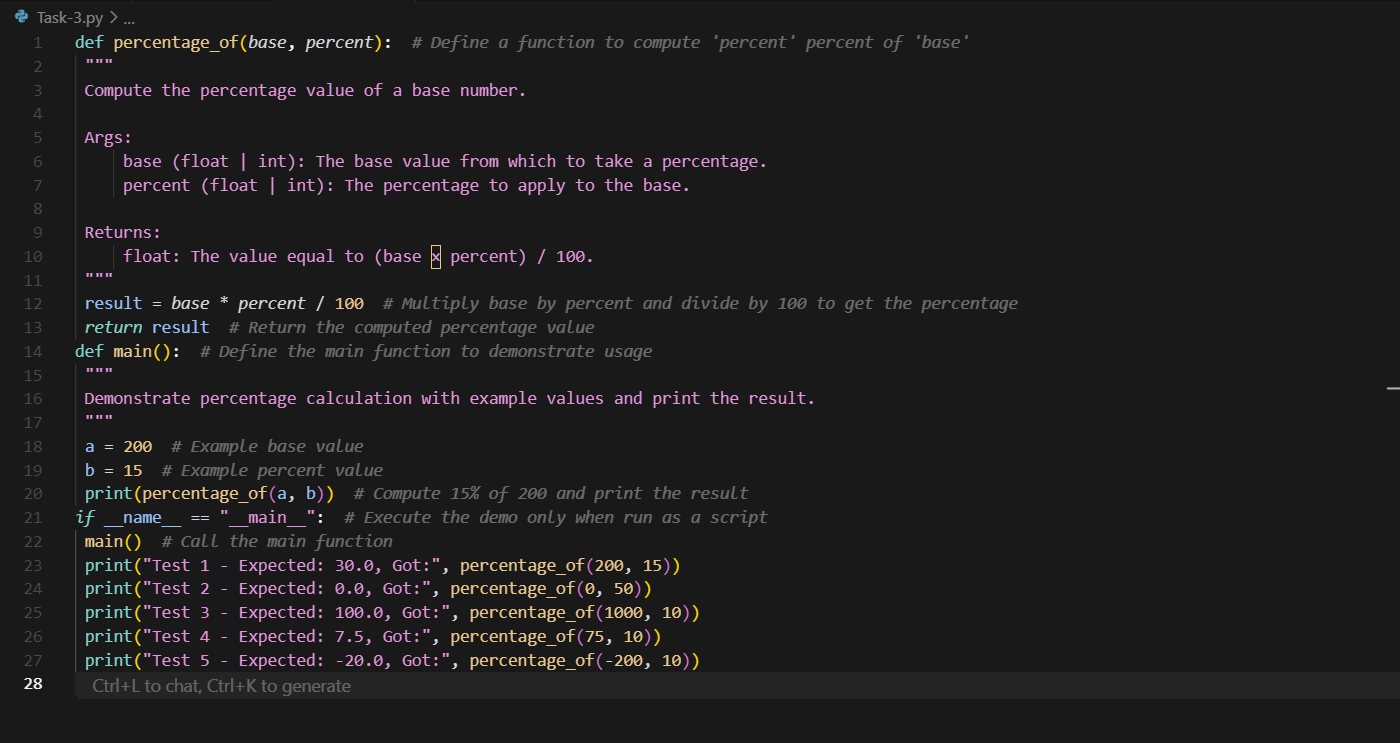 Task-3.py > ...
1 def percentage_of(base, percent):  # Define a function to compute 'percent' percent of 'base'
2  """
3  Compute the percentage value of a base number.
4
5  Args:
6      base (float | int): The base value from which to take a percentage.
7      percent (float | int): The percentage to apply to the base.
8
9  Returns:
10      float: The value equal to (base × percent) / 100.
11  """
12  result = base * percent / 100  # Multiply base by percent and divide by 100 to get the percentage
13  return result  # Return the computed percentage value
14 def main():  # Define the main function to demonstrate usage
15  """
16  Demonstrate percentage calculation with example values and print the result.
17  """
18  a = 200  # Example base value
19  b = 15  # Example percent value
20  print(percentage_of(a, b))  # Compute 15% of 200 and print the result
21 if __name__ == "__main__":  # Execute the demo only when run as a script
22  main()  # Call the main function
23  print("Test 1 - Expected: 30.0, Got:", percentage_of(200, 15))
24  print("Test 2 - Expected: 0.0, Got:", percentage_of(0, 50))
25  print("Test 3 - Expected: 100.0, Got:", percentage_of(1000, 10))
26  print("Test 4 - Expected: 7.5, Got:", percentage_of(75, 10))
27  print("Test 5 - Expected: -20.0, Got:", percentage_of(-200, 10))
28  Ctrl+L to chat, Ctrl+K to generate